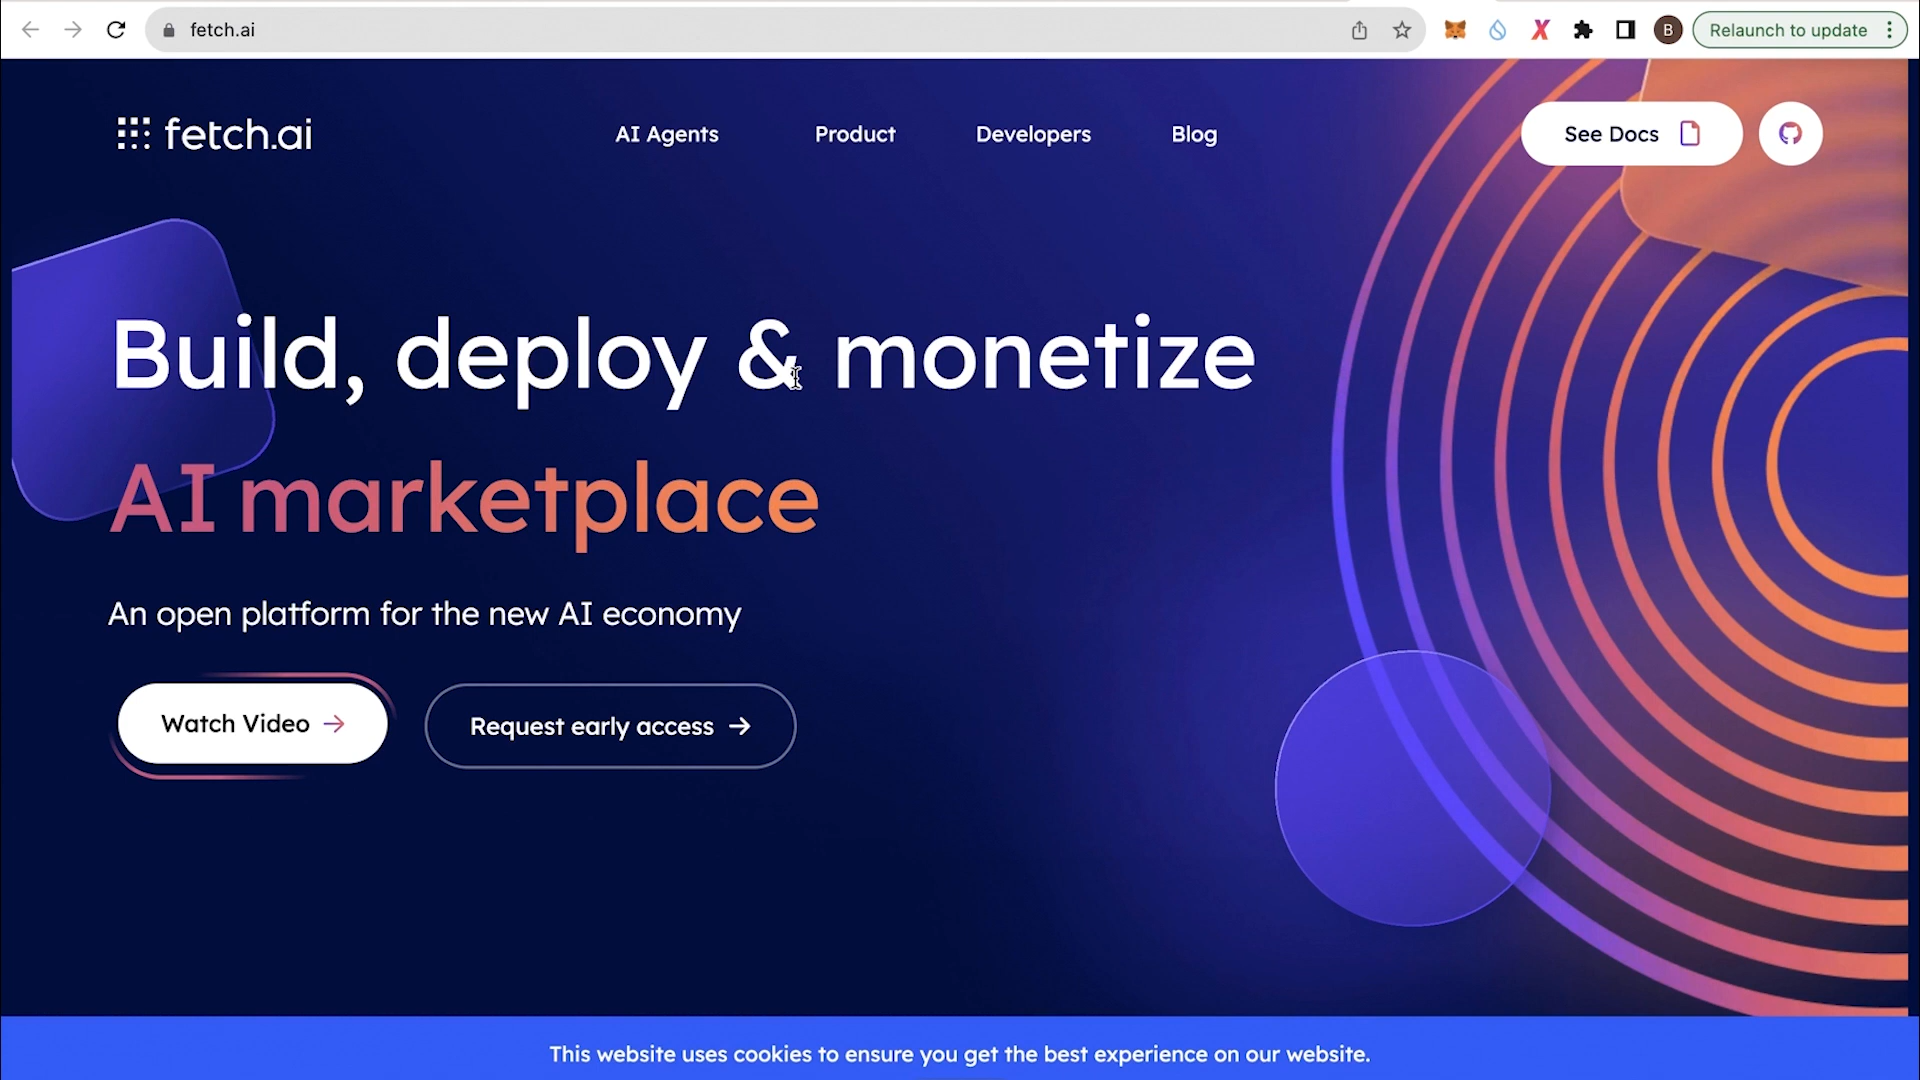 fetch.ai
B
Relaunch to update
fetch.ai
AI Agents
Product
Developers
Blog
See Docs
Build, deploy & monetize
AI marketplace
An open platform for the new AI economy
Watch Video
Request early access
This website uses cookies to ensure you get the best experience on our website.